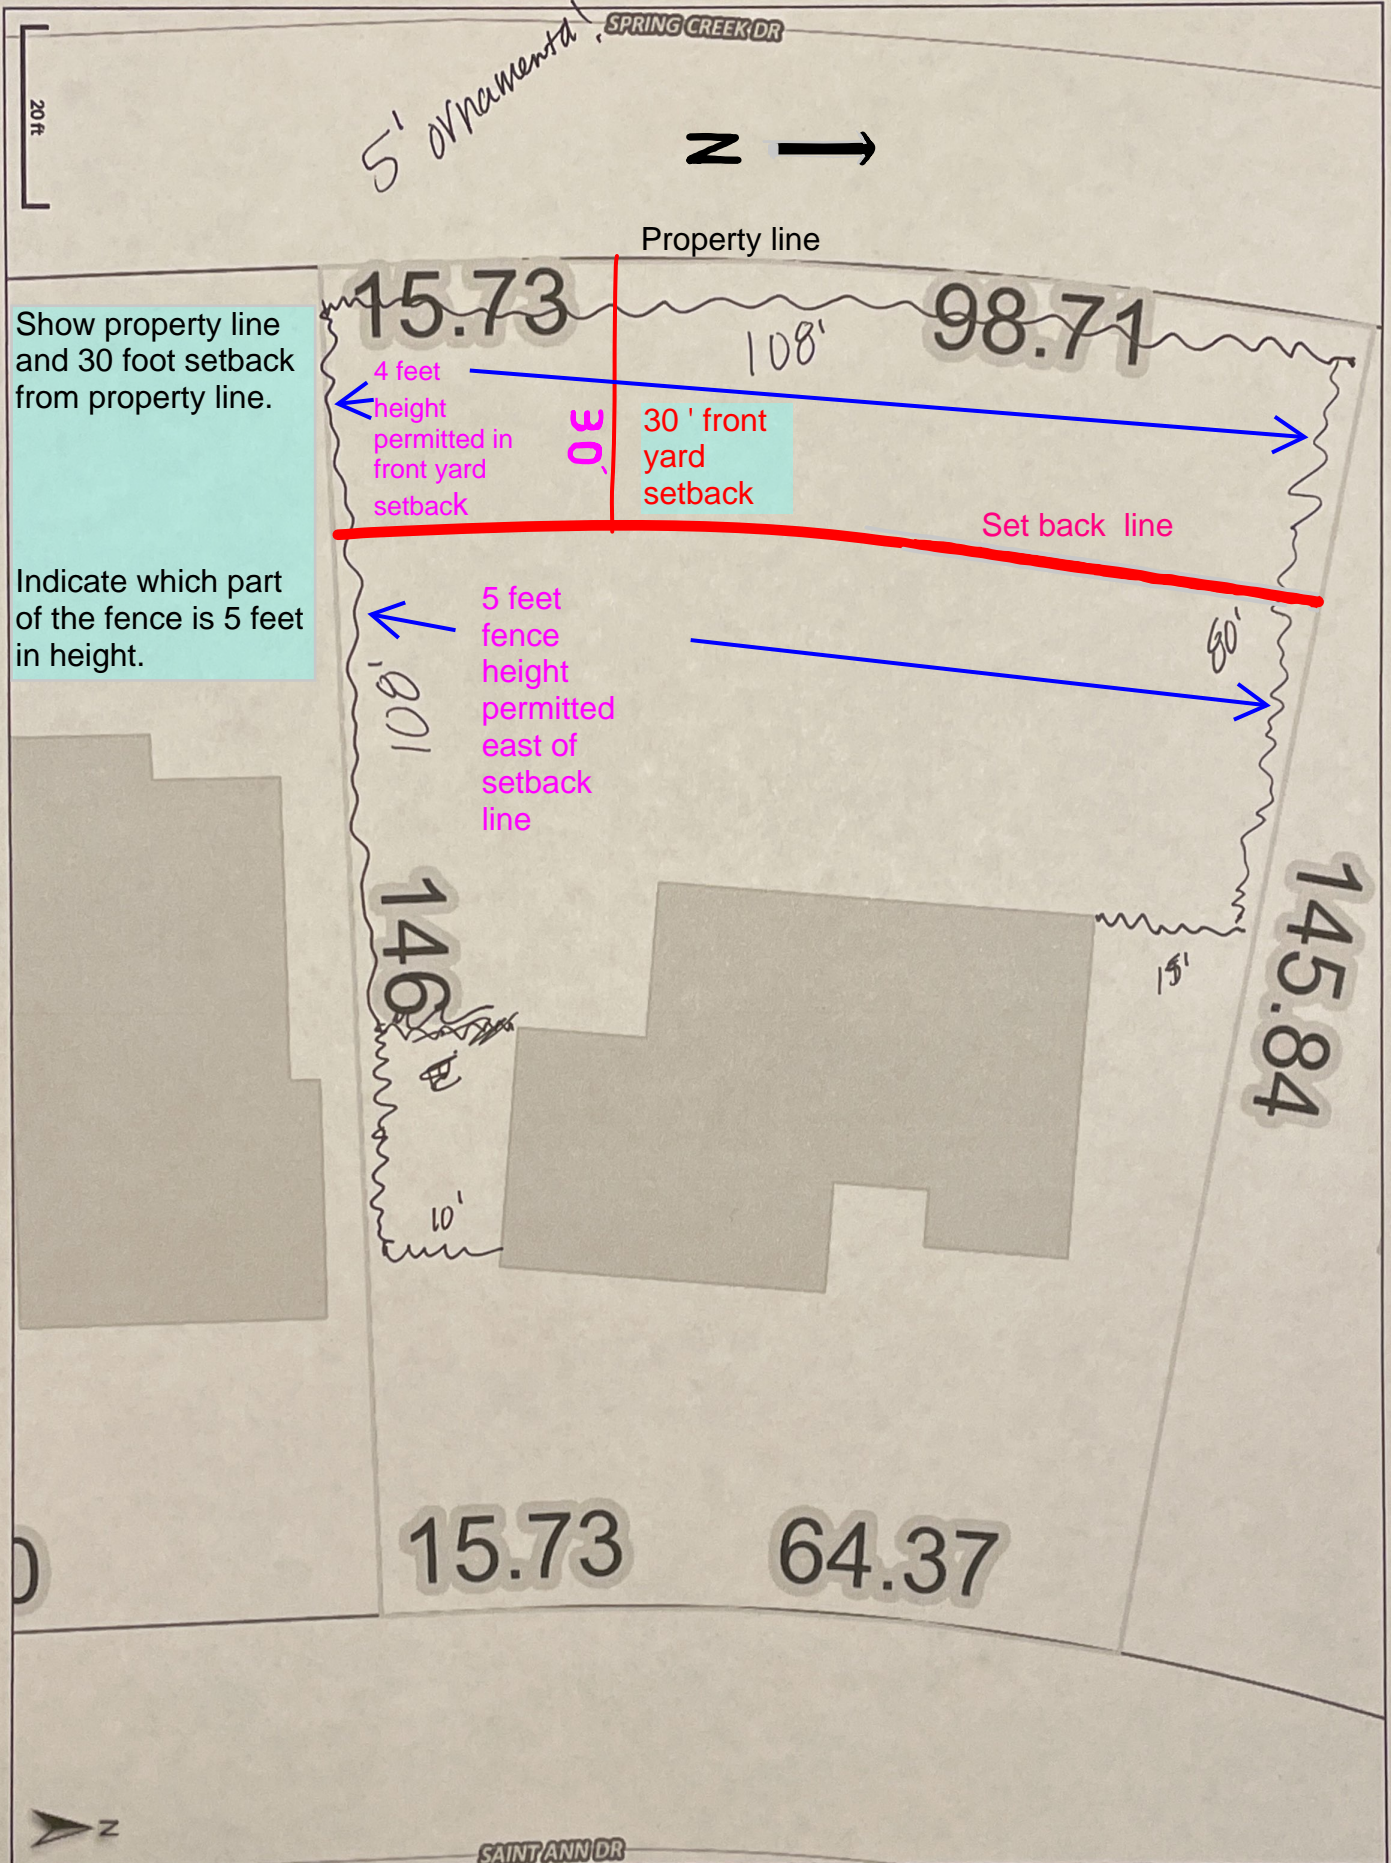 SPRING CREEK DR
20 ft
5' ornamental
N
Property line
15.73
98.71
108'
Show property line
and 30 foot setback
from property line.
4 feet
height
permitted in
front yard
setback
30'
30 ' front
yard
setback
Set back line
Indicate which part
of the fence is 5 feet
in height.
5 feet
fence
height
permitted
east of
setback
line
80'
108'
146
145.84
18'
10'
15.73
64.37
0
N
SAINT ANN DR